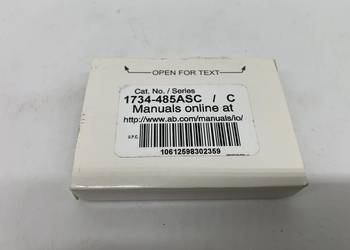 OPEN FOR TEXT
Cat. No. / Series
1734-485ASC / C
Manuals online at
http://www.ab.com/manuals/io/
U.P.C.
10612598302359